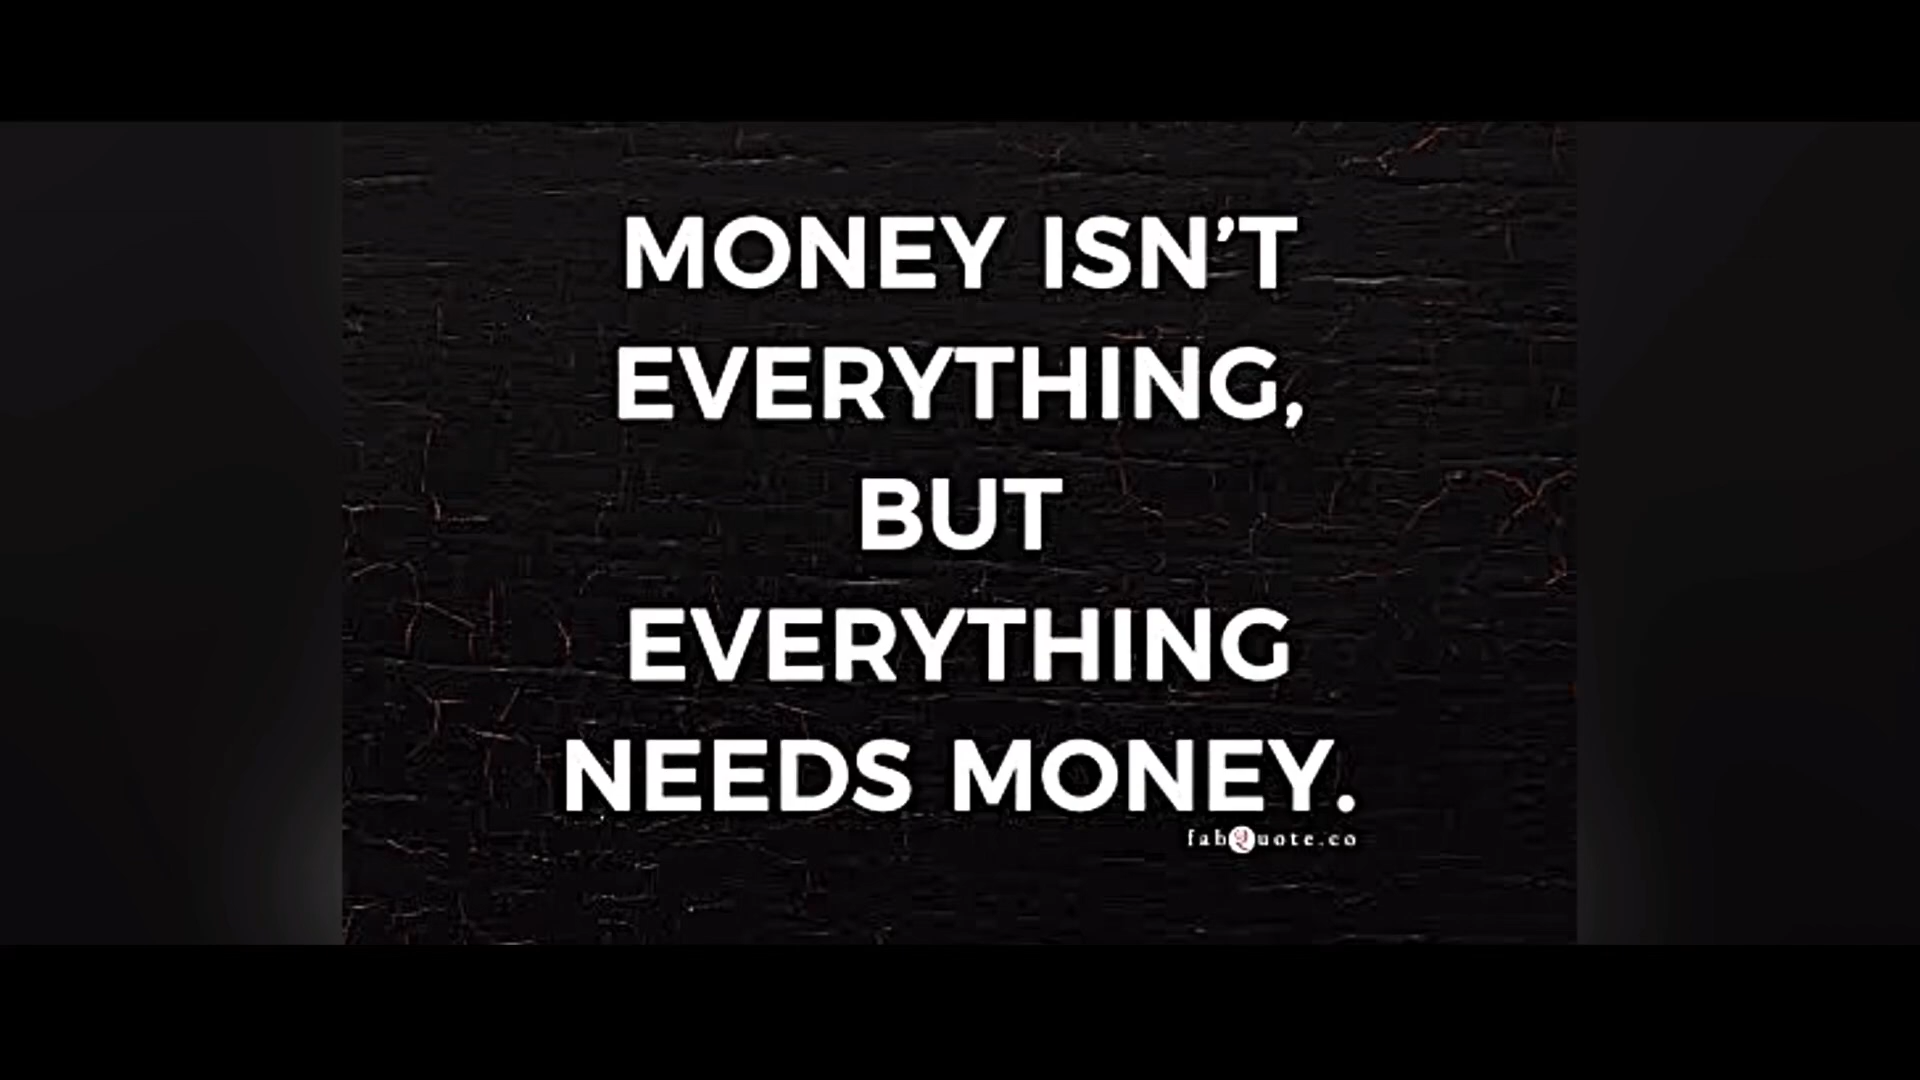 MONEY ISN’T
EVERYTHING,
BUT
EVERYTHING
NEEDS MONEY.
fabQuote.co